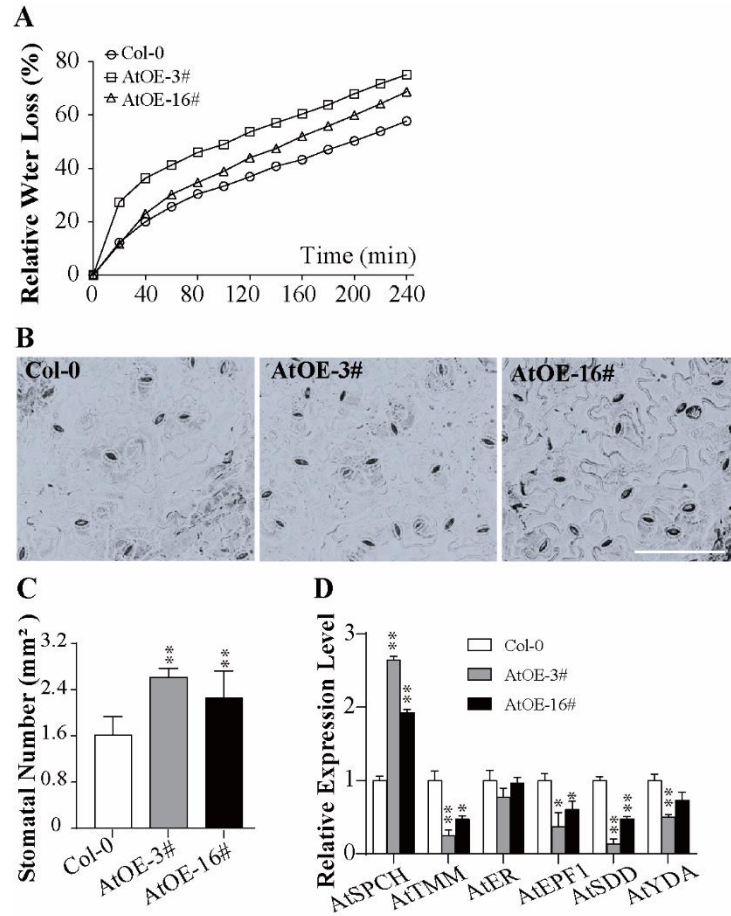 A
Col-0
AtOE-3#
AtOE-16#
Relative Wter Loss (%)
80
60
40
20
0
Time (min)
0 40 80 120 160 200 240
B
Col-0 AtOE-3# AtOE-16#
C
Stomatal Number (mm²)
3.2
2.4
1.6
0.8
0
** **
Col-0 AtOE-3# AtOE-16#
D
Relative Expression Level
3
2
1
0
Col-0
AtOE-3#
AtOE-16#
** ** ** * * * ** ** **
AtSPCH AtTMM AtER AtEPF1 AtSDD AtYDA